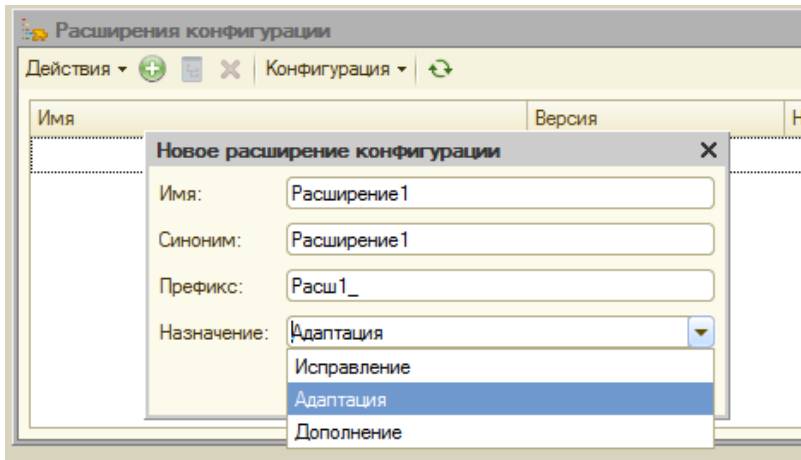 Расширения конфигурации
Действия Конфигурация
Имя Версия Н
Новое расширение конфигурации
Имя: Расширение1
Синоним: Расширение1
Префикс: Расш1_
Назначение: Адаптация
Исправление
Адаптация
Дополнение